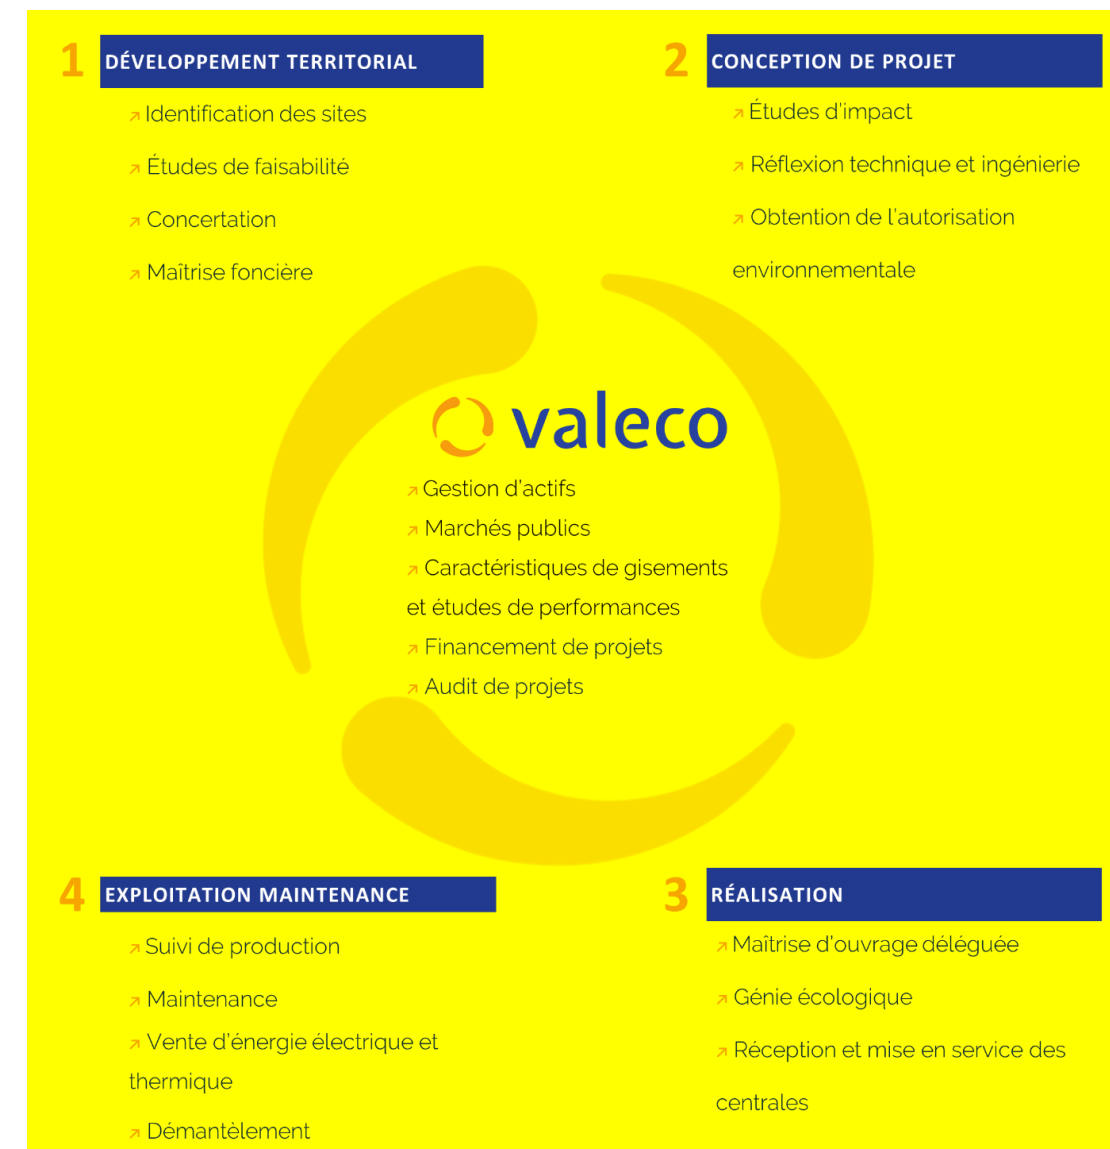 1 DÉVELOPPEMENT TERRITORIAL
↗ Identification des sites
↗ Études de faisabilité
↗ Concertation
↗ Maîtrise foncière
2 CONCEPTION DE PROJET
↗ Études d'impact
↗ Réflexion technique et ingénierie
↗ Obtention de l'autorisation
environnementale
valeco
↗ Gestion d'actifs
↗ Marchés publics
↗ Caractéristiques de gisements
et études de performances
↗ Financement de projets
↗ Audit de projets
4 EXPLOITATION MAINTENANCE
↗ Suivi de production
↗ Maintenance
↗ Vente d'énergie électrique et
thermique
↗ Démantèlement
3 RÉALISATION
↗ Maîtrise d'ouvrage déléguée
↗ Génie écologique
↗ Réception et mise en service des
centrales